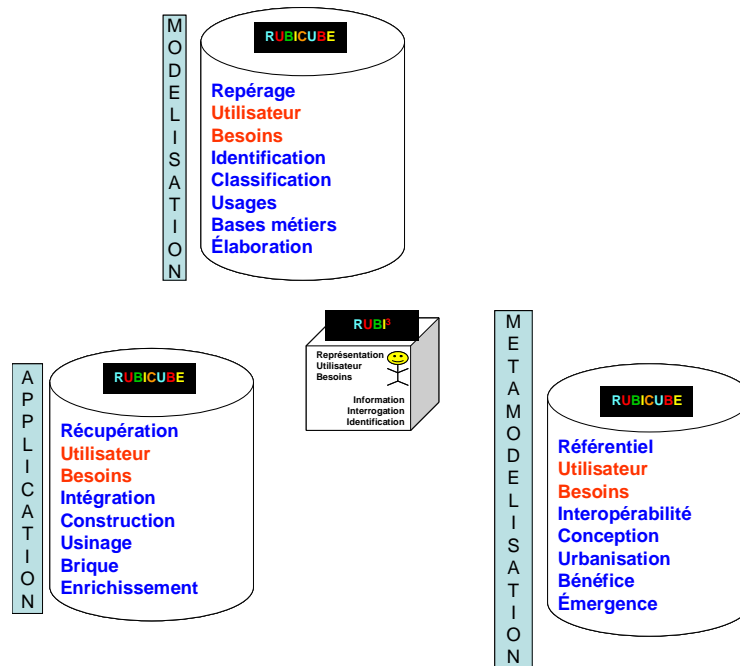 MODELISATION
RUBICUBE
Repérage
Utilisateur
Besoins
Identification
Classification
Usages
Bases métiers
Élaboration
APPLICATION
RUBICUBE
Récupération
Utilisateur
Besoins
Intégration
Construction
Usinage
Brique
Enrichissement
RUBI³
Représentation
Utilisateur
Besoins
Information
Interrogation
Identification
METAMODELISATION
RUBICUBE
Référentiel
Utilisateur
Besoins
Interopérabilité
Conception
Urbanisation
Bénéfice
Émergence